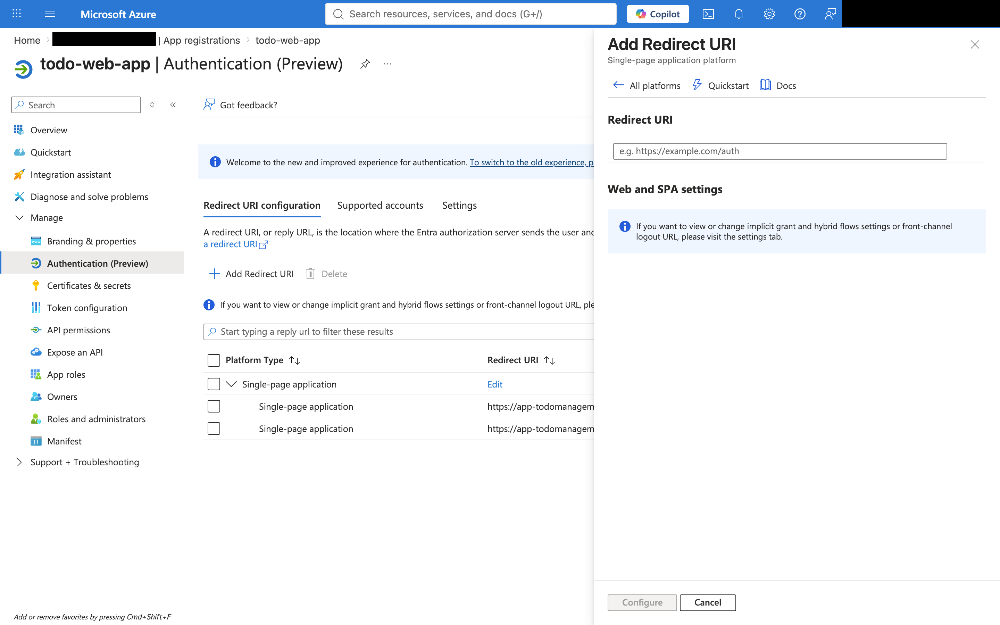 Microsoft Azure
Search resources, services, and docs (G+/)
Copilot
Home
| App registrations
todo-web-app
todo-web-app | Authentication (Preview)
Search
Overview
Quickstart
Integration assistant
Diagnose and solve problems
Manage
Branding & properties
Authentication (Preview)
Certificates & secrets
Token configuration
API permissions
Expose an API
App roles
Owners
Roles and administrators
Manifest
Support + Troubleshooting
Add or remove favorites by pressing Cmd+Shift+F
Got feedback?
Welcome to the new and improved experience for authentication. To switch to the old experience, p
Redirect URI configuration
Supported accounts
Settings
A redirect URI, or reply URL, is the location where the Entra authorization server sends the user and
a redirect URI
Add Redirect URI
Delete
If you want to view or change implicit grant and hybrid flows settings or front-channel logout URL, ple
Start typing a reply url to filter these results
Platform Type
Redirect URI
Single-page application
Edit
Single-page application
https://app-todomanagem
Single-page application
https://app-todomanagem
Add Redirect URI
Single-page application platform
All platforms
Quickstart
Docs
Redirect URI
e.g. https://example.com/auth
Web and SPA settings
If you want to view or change implicit grant and hybrid flows settings or front-channel
logout URL, please visit the settings tab.
Configure
Cancel